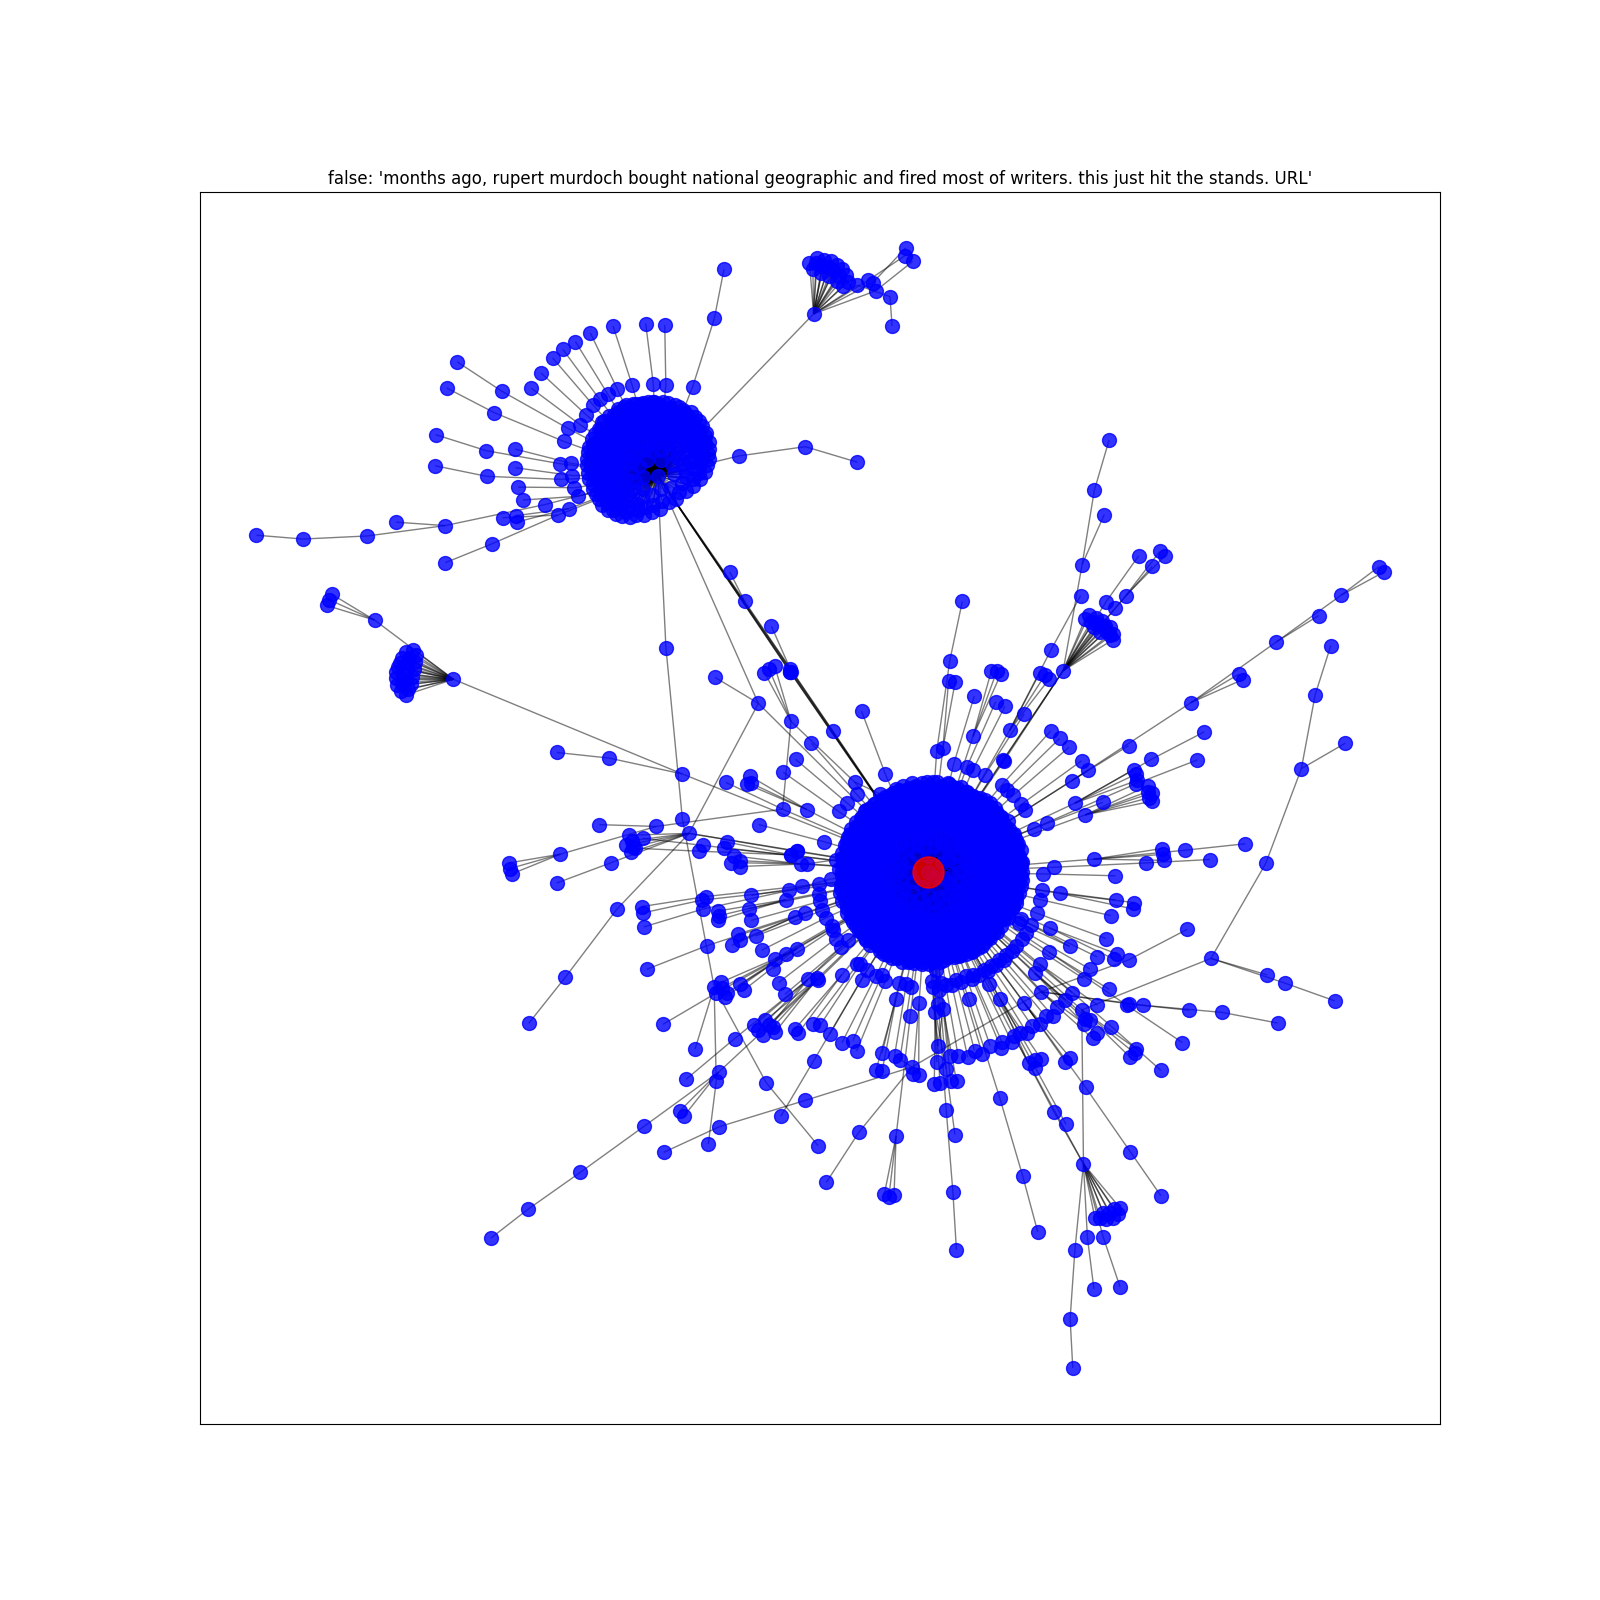 false: 'months ago, rupert murdoch bought national geographic and fired most of writers. this just hit the stands. URL'